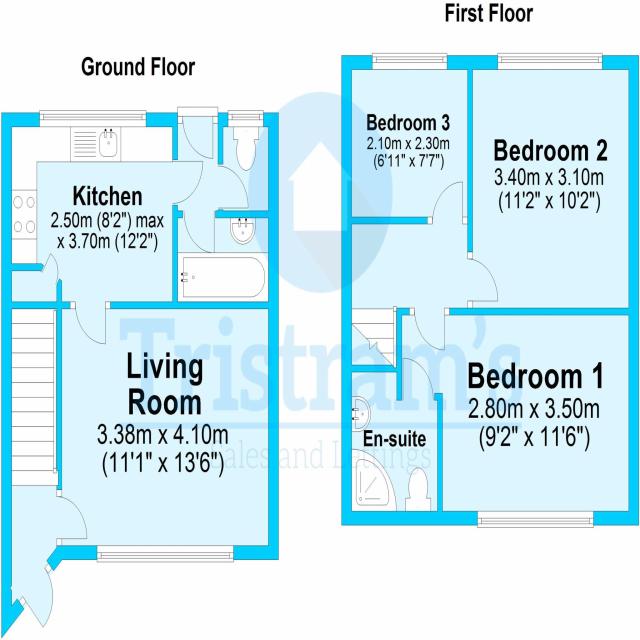 First Floor
Ground Floor
Kitchen
2.50m (8'2") max
x 3.70m (12'2")
Living
Room
3.38m x 4.10m
(11'1" x 13'6")
Bedroom 3
2.10m x 2.30m
(6'11" x 7'7")
Bedroom 2
3.40m x 3.10m
(11'2" x 10'2")
Bedroom 1
2.80m x 3.50m
(9'2" x 11'6")
En-suite
Tristram's
Sales and Lettings